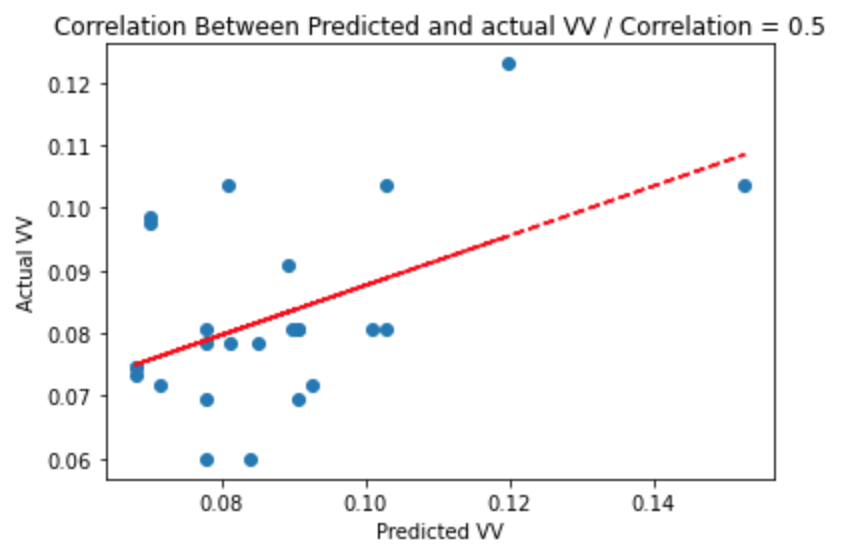 Correlation Between Predicted and actual VV / Correlation = 0.5
0.12
0.11
0.10
0.09
0.08
0.07
0.06
Actual VV
0.08 0.10 0.12 0.14
Predicted VV